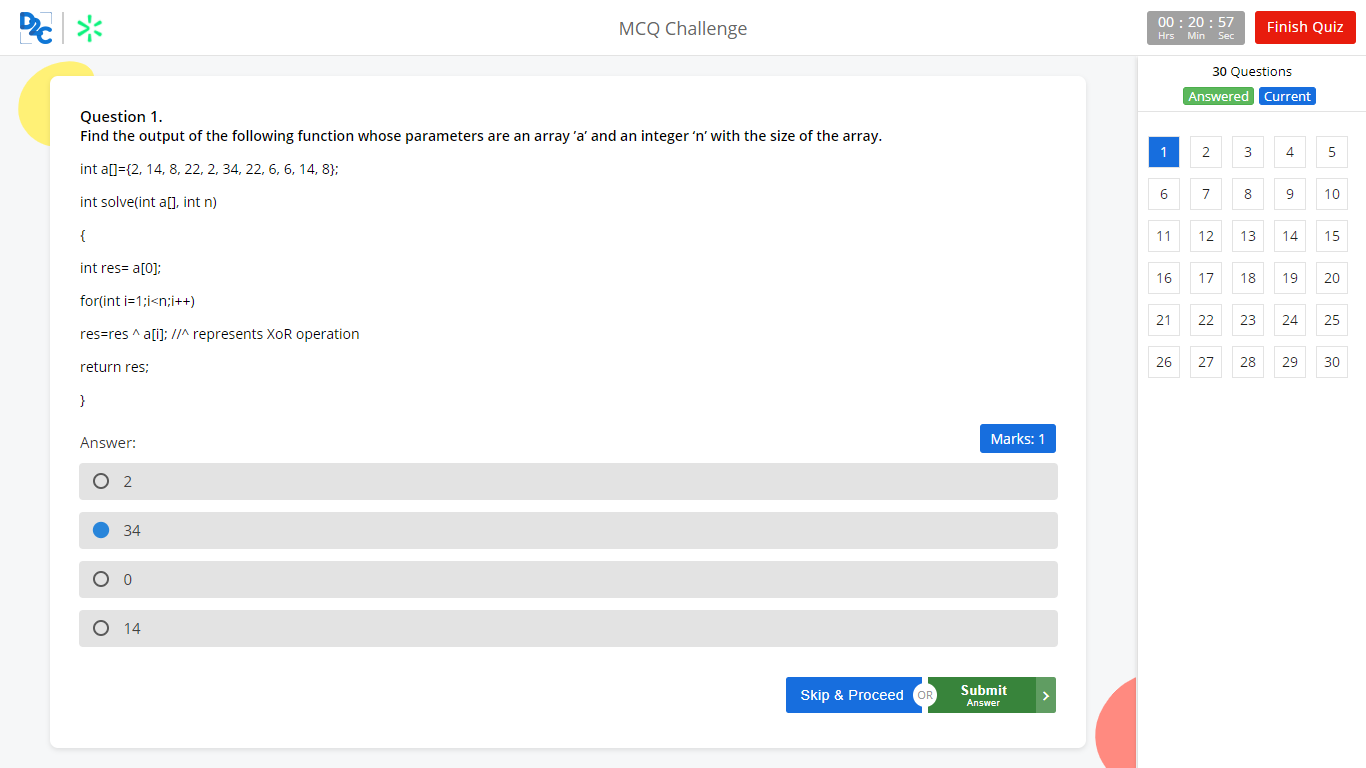 D2C
MCQ Challenge
00 : 20 : 57
Hrs Min Sec
Finish Quiz
30 Questions
Answered Current
Question 1.
Find the output of the following function whose parameters are an array ’a’ and an integer ‘n’ with the size of the array.
int a[]={2, 14, 8, 22, 2, 34, 22, 6, 6, 14, 8};
int solve(int a[], int n)
{
int res= a[0];
for(int i=1;i<n;i++)
res=res ^ a[i]; //^ represents XoR operation
return res;
}
Answer:
Marks: 1
2
34
0
14
Skip & Proceed OR Submit
Answer
1 2 3 4 5
6 7 8 9 10
11 12 13 14 15
16 17 18 19 20
21 22 23 24 25
26 27 28 29 30